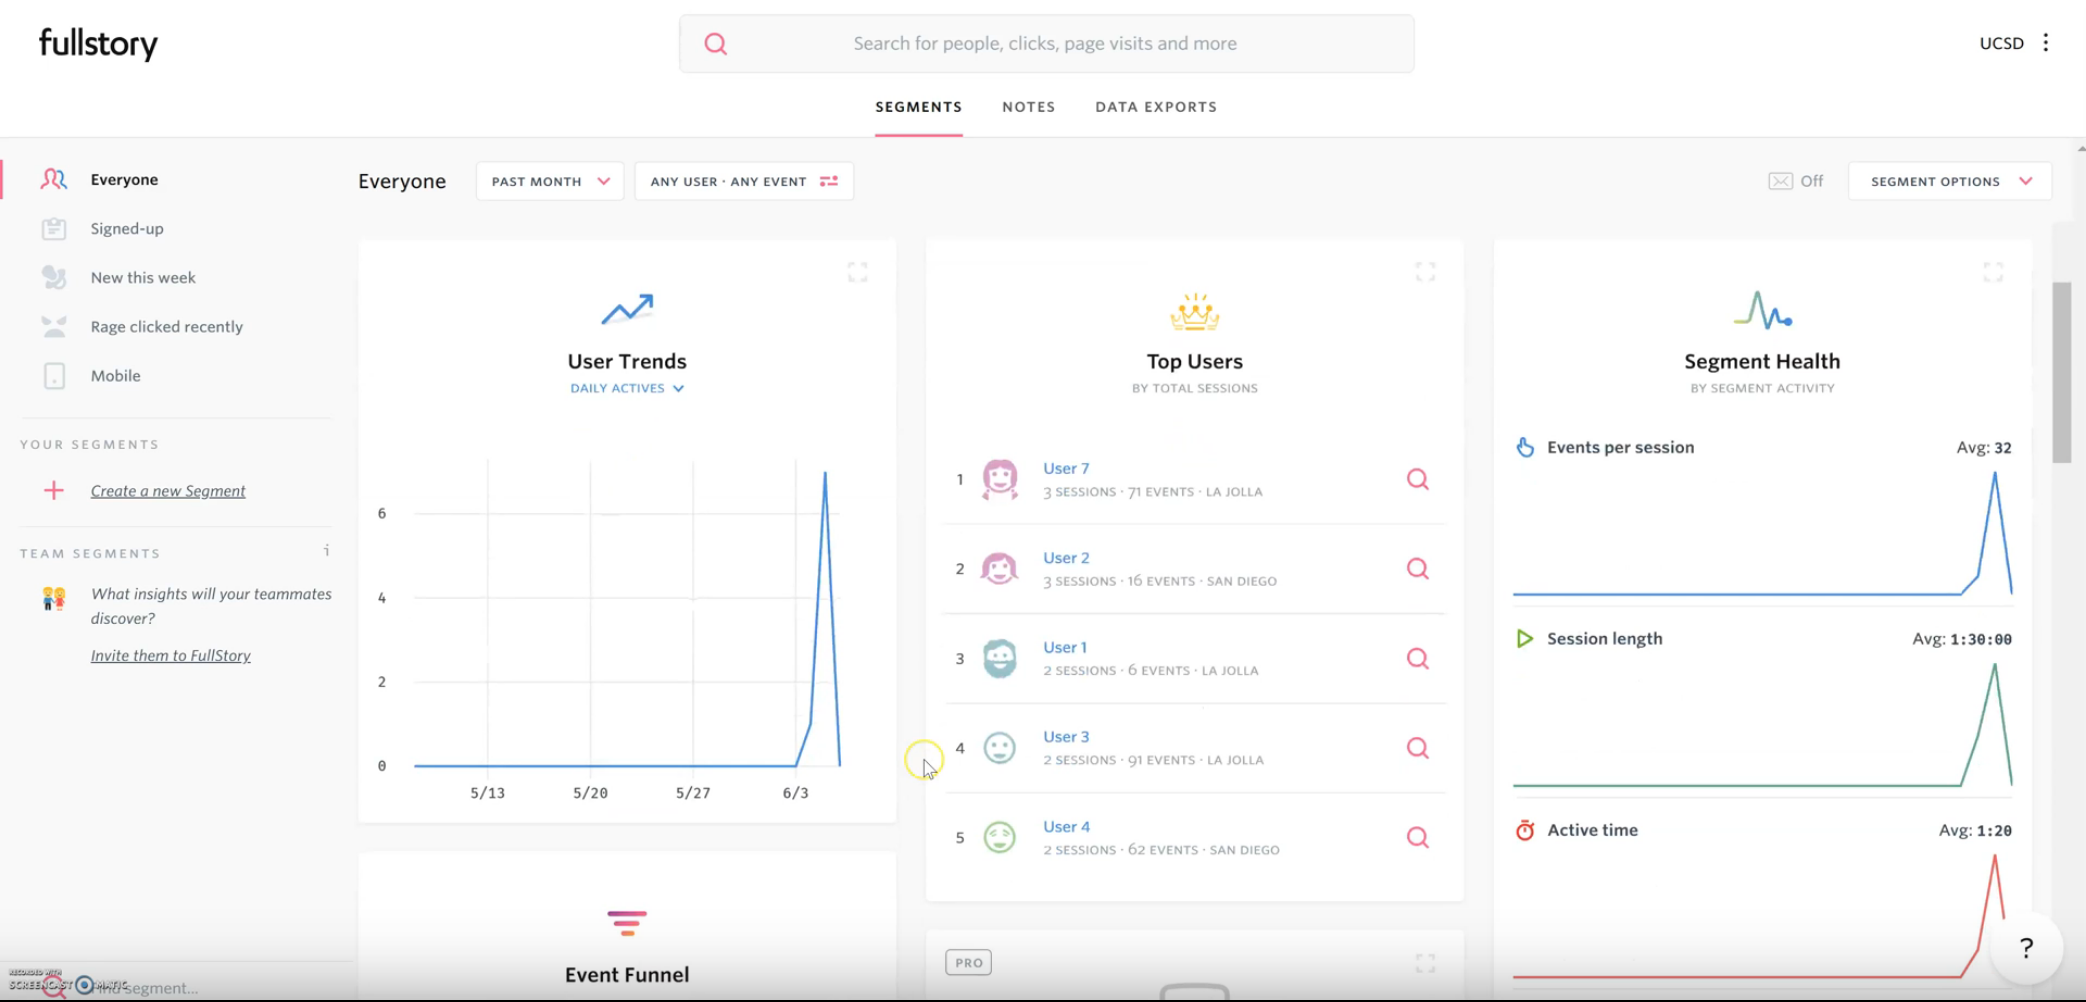 fullstory
Search for people, clicks, page visits and more
UCSD
SEGMENTS
NOTES
DATA EXPORTS
Everyone
Signed-up
New this week
Rage clicked recently
Mobile
YOUR SEGMENTS
Create a new Segment
TEAM SEGMENTS
i
What insights will your teammates
discover?
Invite them to FullStory
RECORDED WITH
SCREENCAST MATIC
segment...
Everyone
PAST MONTH
ANY USER · ANY EVENT
Off
SEGMENT OPTIONS
User Trends
DAILY ACTIVES
6
4
2
0
5/13 5/20 5/27 6/3
Event Funnel
Top Users
BY TOTAL SESSIONS
1
User 7
3 SESSIONS · 71 EVENTS · LA JOLLA
2
User 2
3 SESSIONS · 16 EVENTS · SAN DIEGO
3
User 1
2 SESSIONS · 6 EVENTS · LA JOLLA
4
User 3
2 SESSIONS · 91 EVENTS · LA JOLLA
5
User 4
2 SESSIONS · 62 EVENTS · SAN DIEGO
PRO
Segment Health
BY SEGMENT ACTIVITY
Events per session Avg: 32
Session length Avg: 1:30:00
Active time Avg: 1:20
?